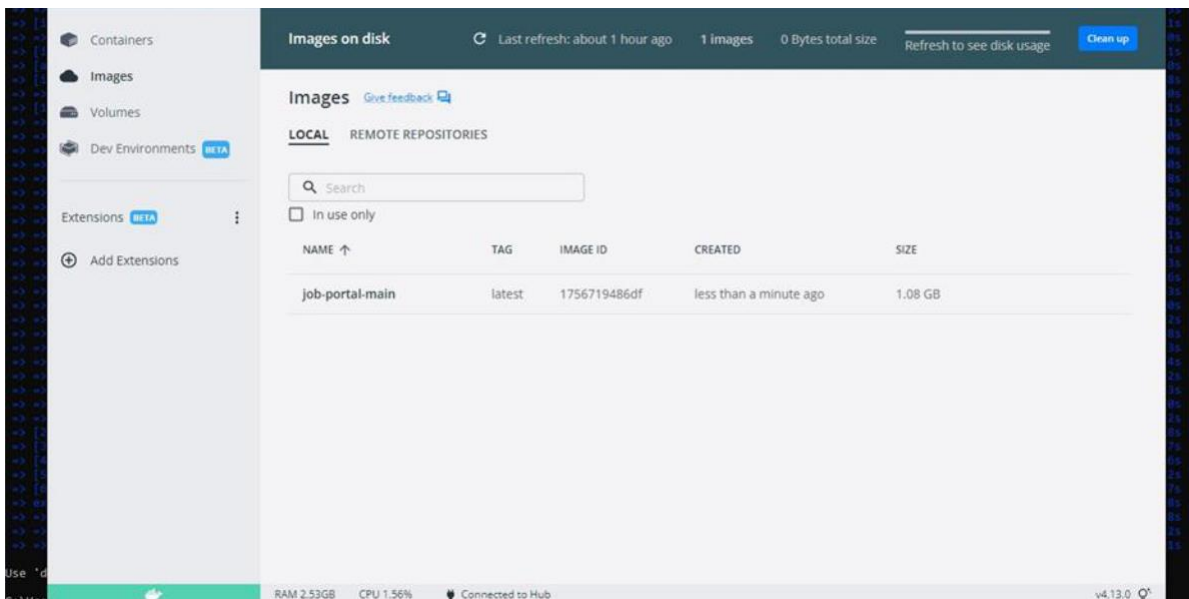 Containers
Images
Volumes
Dev Environments BETA
Extensions BETA
Add Extensions
Images on disk Last refresh: about 1 hour ago 1 images 0 Bytes total size Refresh to see disk usage Clean up
Images Give feedback
LOCAL REMOTE REPOSITORIES
Search
In use only
NAME TAG IMAGE ID CREATED SIZE
job-portal-main latest 1756719486df less than a minute ago 1.08 GB
Use 'd
RAM 2.53GB CPU 1.56% Connected to Hub v4.13.0